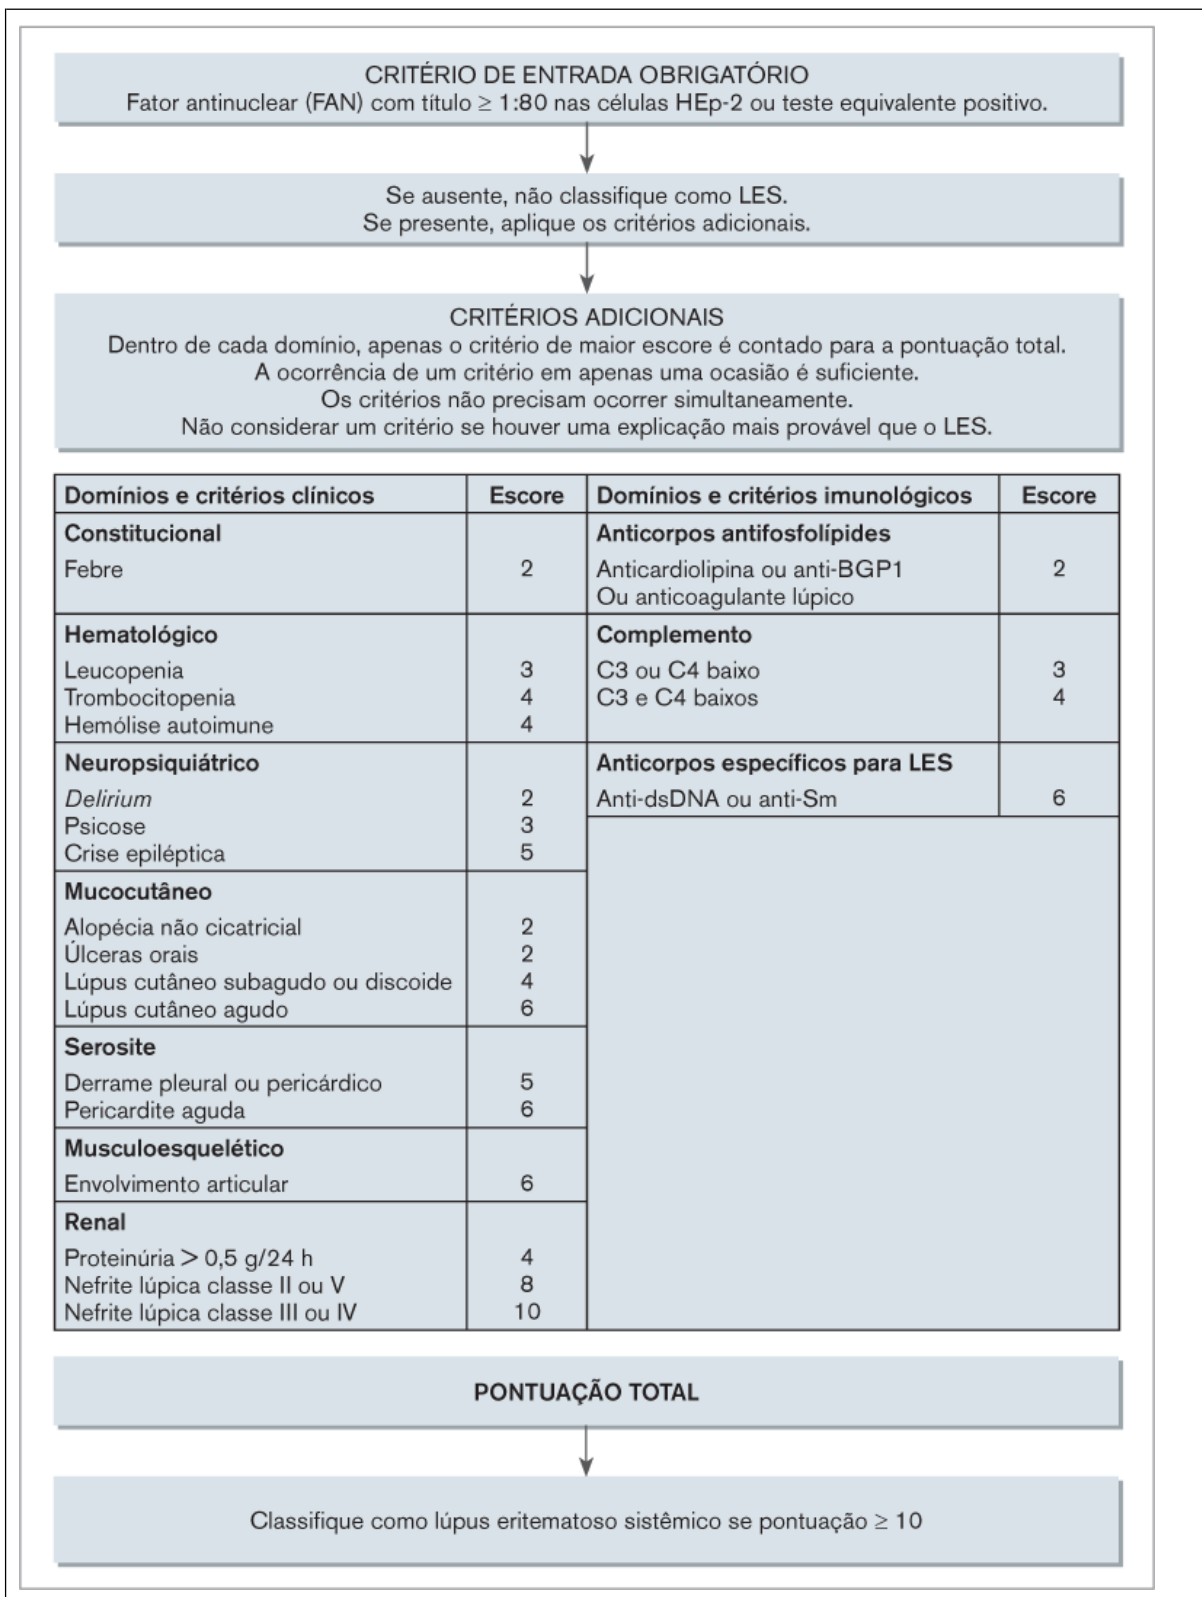 CRITÉRIO DE ENTRADA OBRIGATÓRIO
Fator antinuclear (FAN) com título ≥ 1:80 nas células HEp-2 ou teste equivalente positivo.
Se ausente, não classifique como LES.
Se presente, aplique os critérios adicionais.
CRITÉRIOS ADICIONAIS
Dentro de cada domínio, apenas o critério de maior escore é contado para a pontuação total.
A ocorrência de um critério em apenas uma ocasião é suficiente.
Os critérios não precisam ocorrer simultaneamente.
Não considerar um critério se houver uma explicação mais provável que o LES.
Domínios e critérios clínicos Escore Domínios e critérios imunológicos Escore
Constitucional Anticorpos antifosfolípides
Febre 2 Anticardiolipina ou anti-BGP1 2
Ou anticoagulante lúpico
Hematológico Complemento
Leucopenia 3 C3 ou C4 baixo 3
Trombocitopenia 4 C3 e C4 baixos 4
Hemólise autoimune 4
Neuropsiquiátrico Anticorpos específicos para LES
Delirium 2 Anti-dsDNA ou anti-Sm 6
Psicose 3
Crise epiléptica 5
Mucocutâneo
Alopécia não cicatricial 2
Úlceras orais 2
Lúpus cutâneo subagudo ou discoide 4
Lúpus cutâneo agudo 6
Serosite
Derrame pleural ou pericárdico 5
Pericardite aguda 6
Musculoesquelético
Envolvimento articular 6
Renal
Proteinúria > 0,5 g/24 h 4
Nefrite lúpica classe II ou V 8
Nefrite lúpica classe III ou IV 10
PONTUAÇÃO TOTAL
Classifique como lúpus eritematoso sistêmico se pontuação ≥ 10